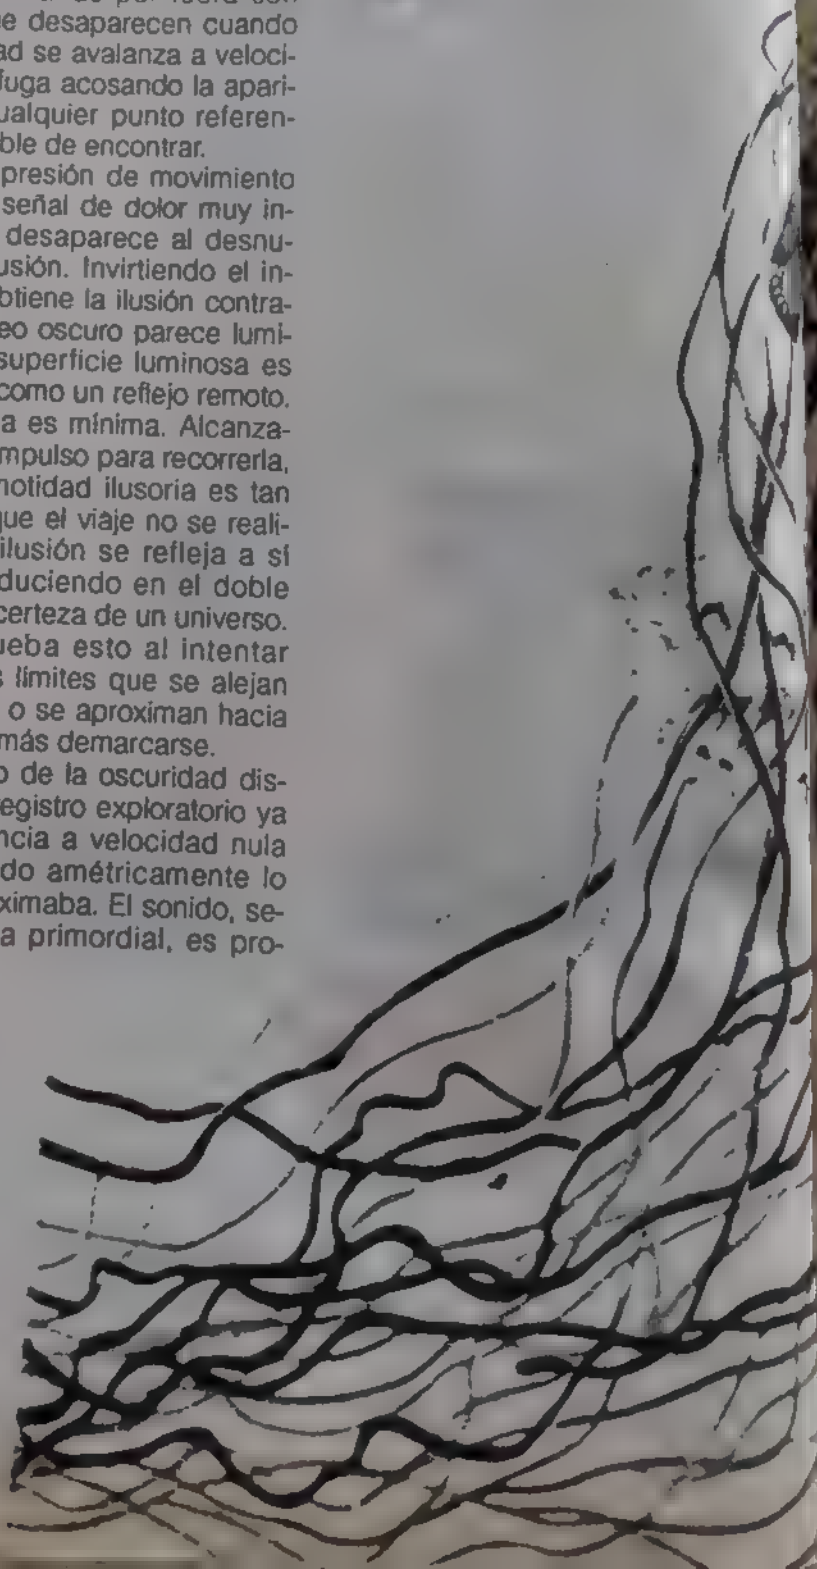 e desaparecen cuando
ad se avalanza a veloci-
fuga acosando la apari-
ualquier punto referen-
ble de encontrar.
presión de movimiento
señal de dolor muy in-
desaparece al desnu-
usión. Invirtiendo el in-
btiene la ilusión contra-
eo oscuro parece lumi-
superficie luminosa es
como un reflejo remoto.
a es mínima. Alcanza-
mpulso para recorrerla,
notidad ilusoria es tan
que el viaje no se reali-
ilusión se refleja a sí
duciendo en el doble
certeza de un universo.
ueba esto al intentar
s límites que se alejan
o se aproximan hacia
más demarcarse.
o de la oscuridad dis-
egistro exploratorio ya
ncia a velocidad nula
do amétricamente lo
ximaba. El sonido, se-
a primordial, es pro-